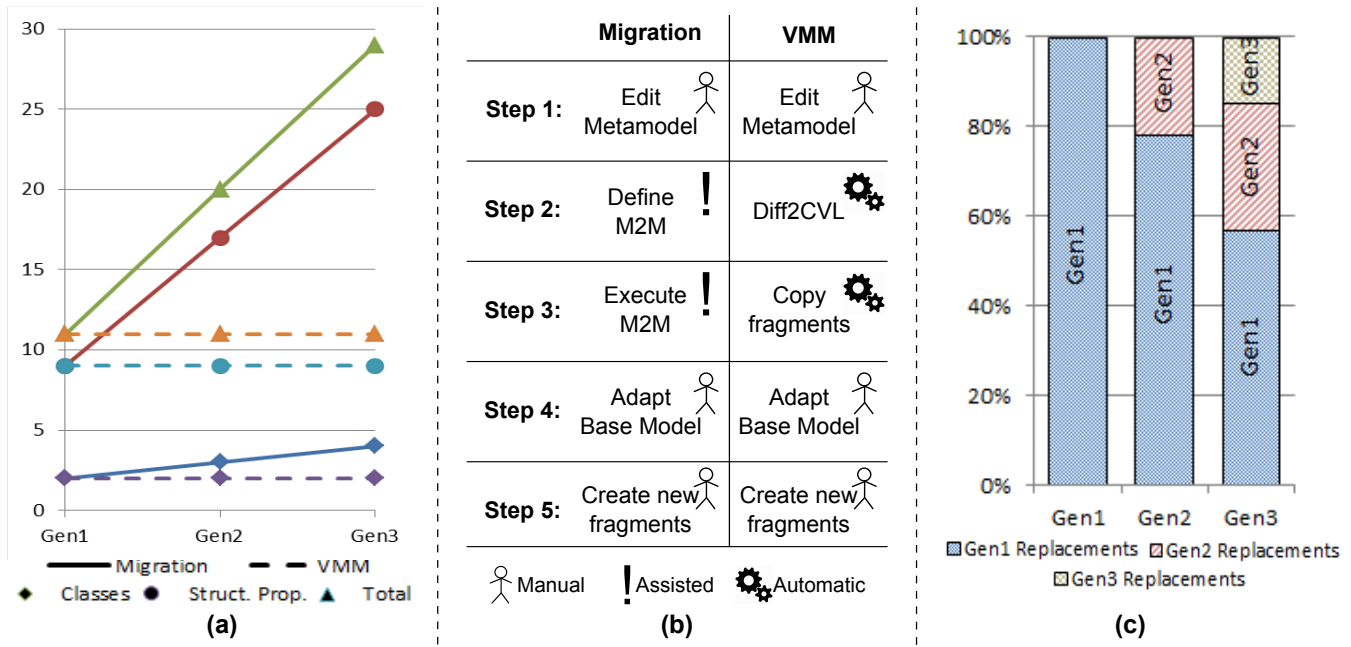 30
25
20
15
10
5
0
Gen1 Gen2 Gen3
Migration VMM
Classes Struct. Prop. Total
(a)
Migration VMM
Step 1: Edit Metamodel Edit Metamodel
Step 2: Define M2M Diff2CVL
Step 3: Execute M2M Copy fragments
Step 4: Adapt Base Model Adapt Base Model
Step 5: Create new fragments Create new fragments
Manual ! Assisted Automatic
(b)
100%
80%
60%
40%
20%
0%
Gen1
Gen2
Gen1
Gen3
Gen2
Gen1
Gen1 Gen2 Gen3
Gen1 Replacements Gen2 Replacements
Gen3 Replacements
(c)